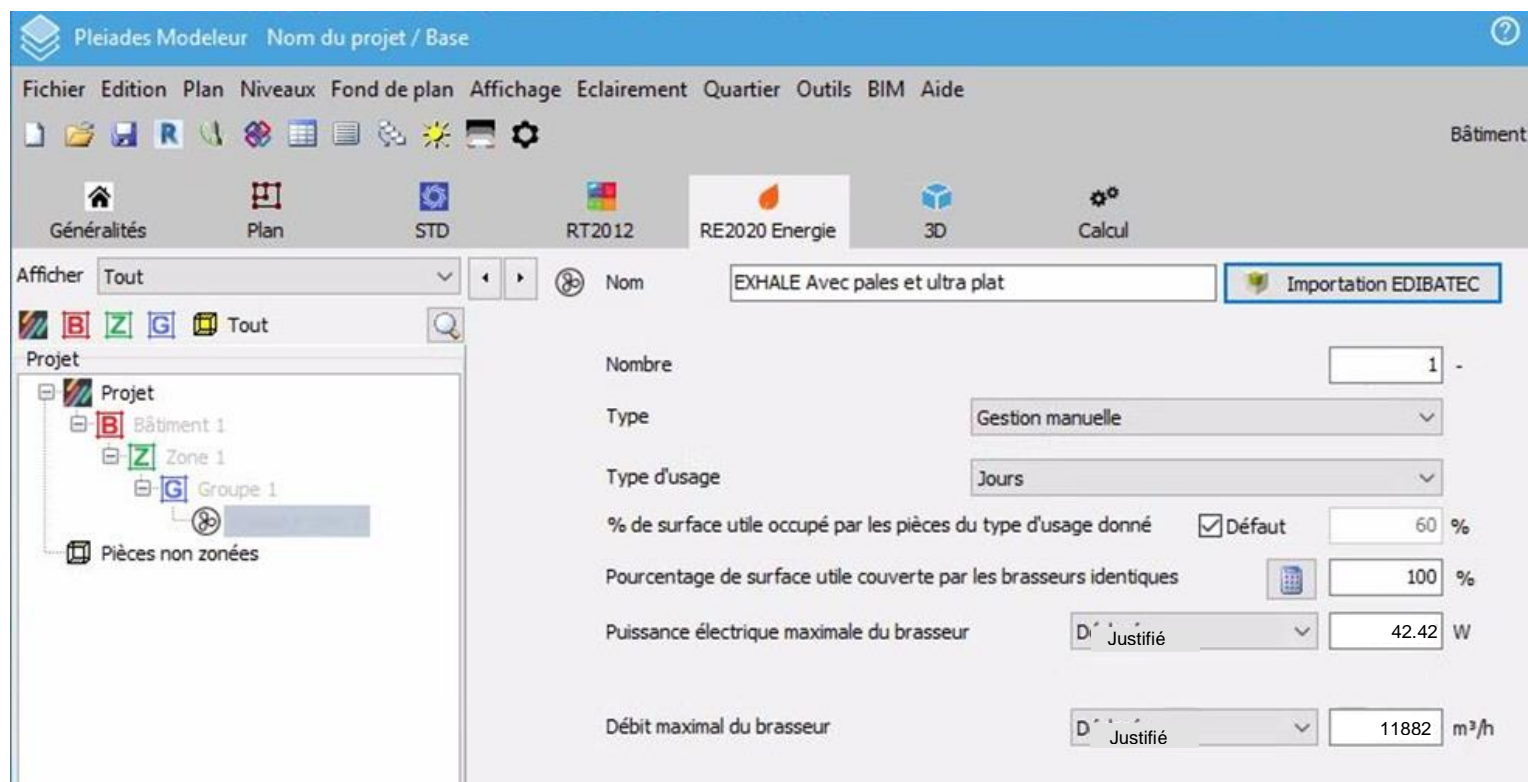 Pleiades Modeleur Nom du projet / Base
Fichier Edition Plan Niveaux Fond de plan Affichage Eclairement Quartier Outils BIM Aide
R
Bâtiment
Généralités Plan STD RT2012 RE2020 Energie 3D Calcul
Afficher Tout
Nom EXHALE Avec pales et ultra plat Importation EDIBATEC
B Z G Tout
Projet
Nombre 1 -
Projet
B Bâtiment 1
Type Gestion manuelle
Z Zone 1
Type d'usage Jours
G Groupe 1
% de surface utile occupé par les pièces du type d'usage donné Défaut 60 %
Pièces non zonées
Pourcentage de surface utile couverte par les brasseurs identiques 100 %
Puissance électrique maximale du brasseur Justifié 42.42 W
Débit maximal du brasseur Justifié 11882 m³/h